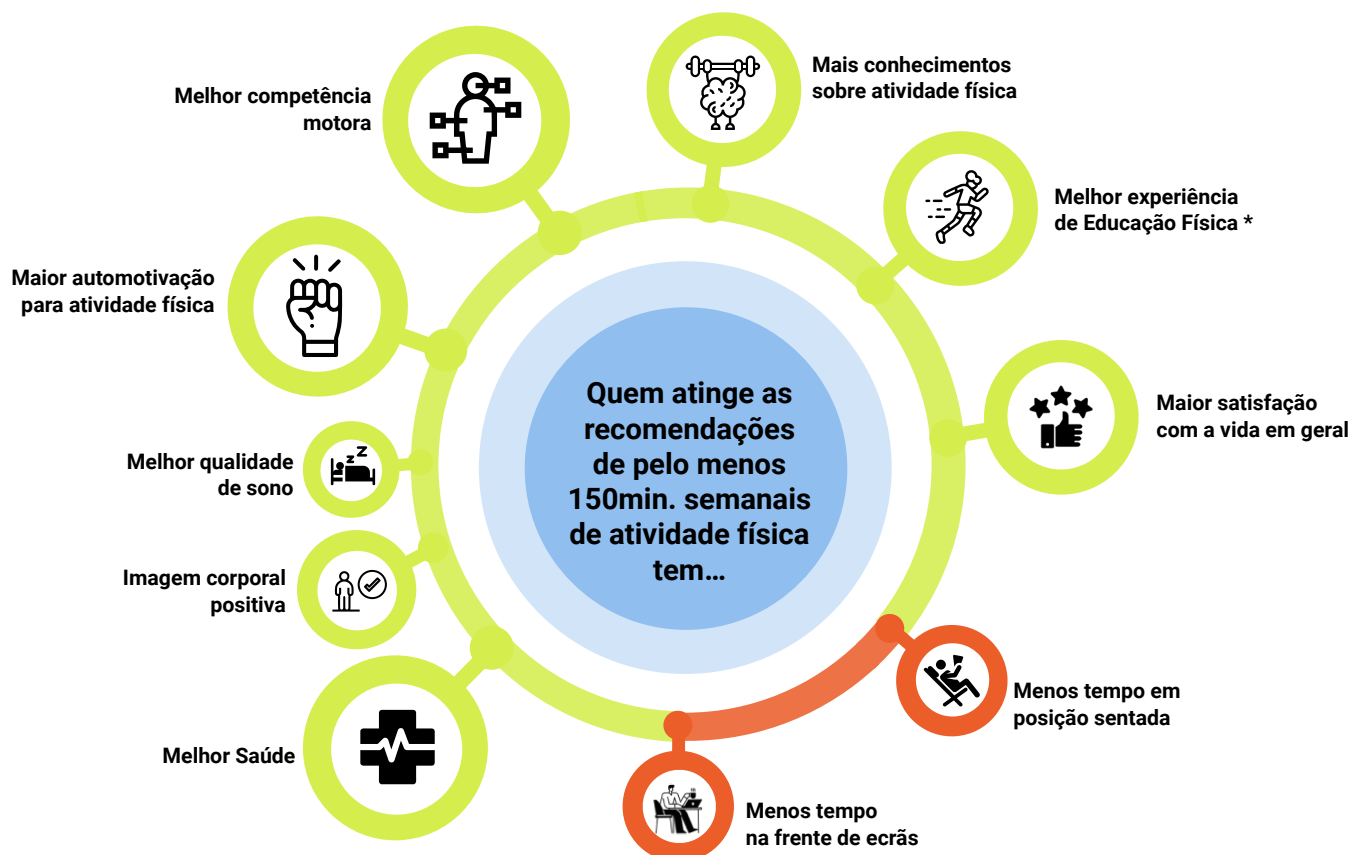 Melhor competência
motora
Mais conhecimentos
sobre atividade física
Melhor experiência
de Educação Física *
Maior automotivação
para atividade física
Quem atinge as
recomendações
de pelo menos
150min. semanais
de atividade física
tem...
Maior satisfação
com a vida em geral
Melhor qualidade
de sono
Imagem corporal
positiva
Menos tempo em
posição sentada
Melhor Saúde
Menos tempo
na frente de ecrãs